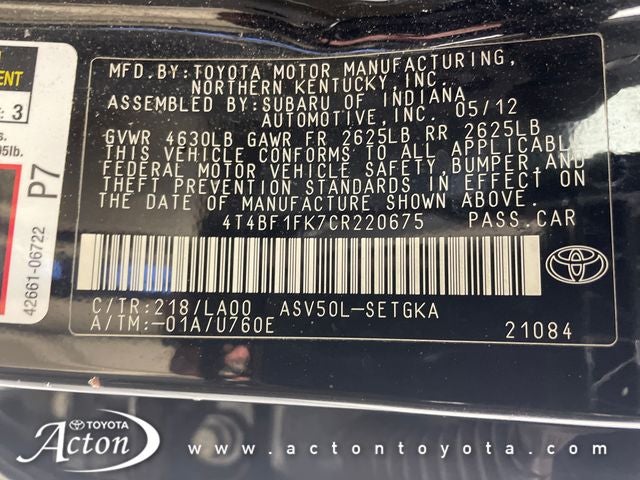 MFD.BY:TOYOTA MOTOR MANUFACTURING,
NORTHERN KENTUCKY,INC.
ASSEMBLED BY:SUBARU OF INDIANA
AUTOMOTIVE,INC. 05/12
GVWR 4630LB GAWR FR 2625LB RR 2625LB
THIS VEHICLE CONFORMS TO ALL APPLICABLE
FEDERAL MOTOR VEHICLE SAFETY,BUMPER AND
THEFT PREVENTION STANDARDS IN EFFECT ON
THE DATE OF MANUFACTURE SHOWN ABOVE.
4T4BF1FK7CR220675 PASS.CAR
C/TR:218/LA00 ASV50L-SETGKA
A/TM:-01A/U760E 21084
: 3
P7
42661-06722
TOYOTA
Acton
www.actontoyota.com